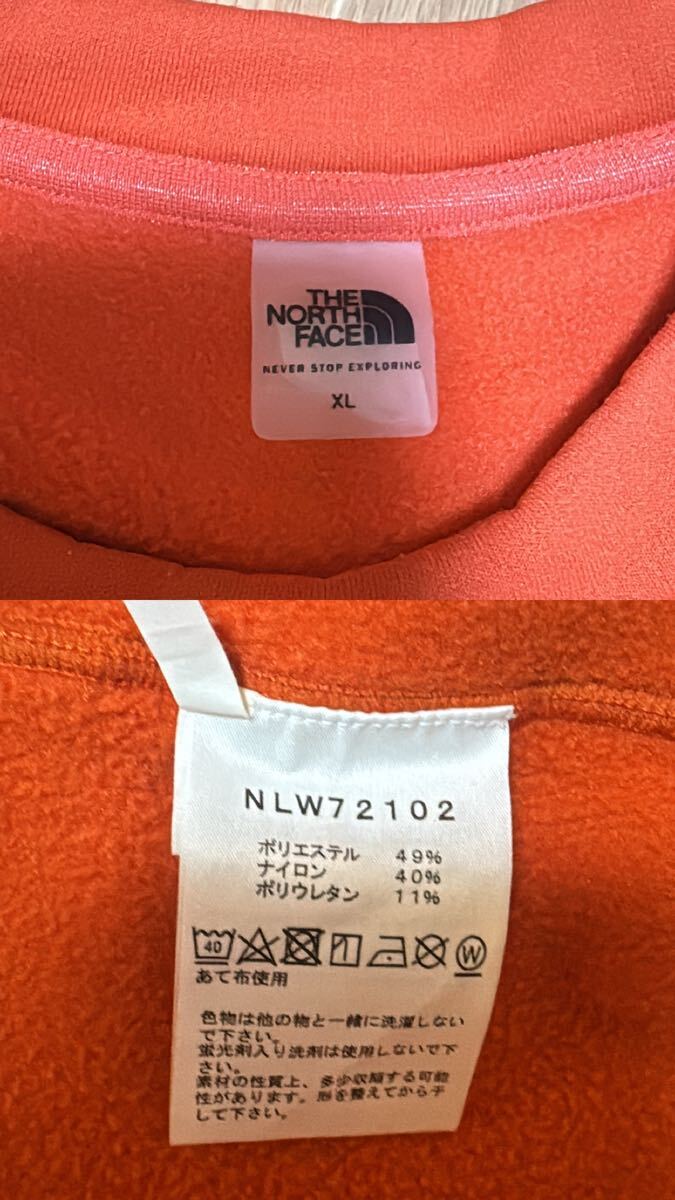 THE
NORTH
FACE
NEVER STOP EXPLORING
XL
NLW72102
ポリエステル 49%
ナイロン 40%
ポリウレタン 11%
40
W
あて布使用
色物は他の物と一緒に洗濯しない
で下さい。
蛍光剤入り洗剤は使用しないで下
さい。
素材の性質上、多少収縮する可能
性があります。形を整えてから干
して下さい。